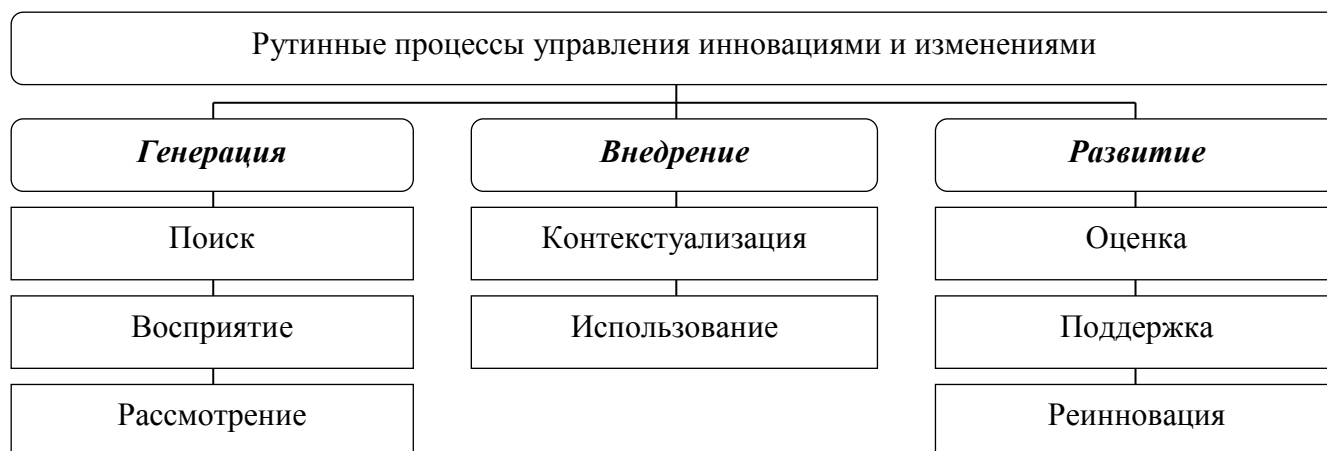 Рутинные процессы управления инновациями и изменениями
Генерация
Поиск
Восприятие
Рассмотрение
Внедрение
Контекстуализация
Использование
Развитие
Оценка
Поддержка
Реинновация